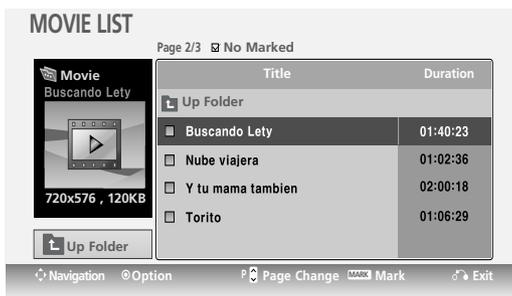 MOVIE LIST
Page 2/3 No Marked
Movie
Buscando Lety
720x576 , 120KB
Up Folder
Title Duration
Up Folder
Buscando Lety 01:40:23
Nube viajera 01:02:36
Y tu mama tambien 02:00:18
Torito 01:06:29
Navigation Option P Page Change MARK Mark Exit